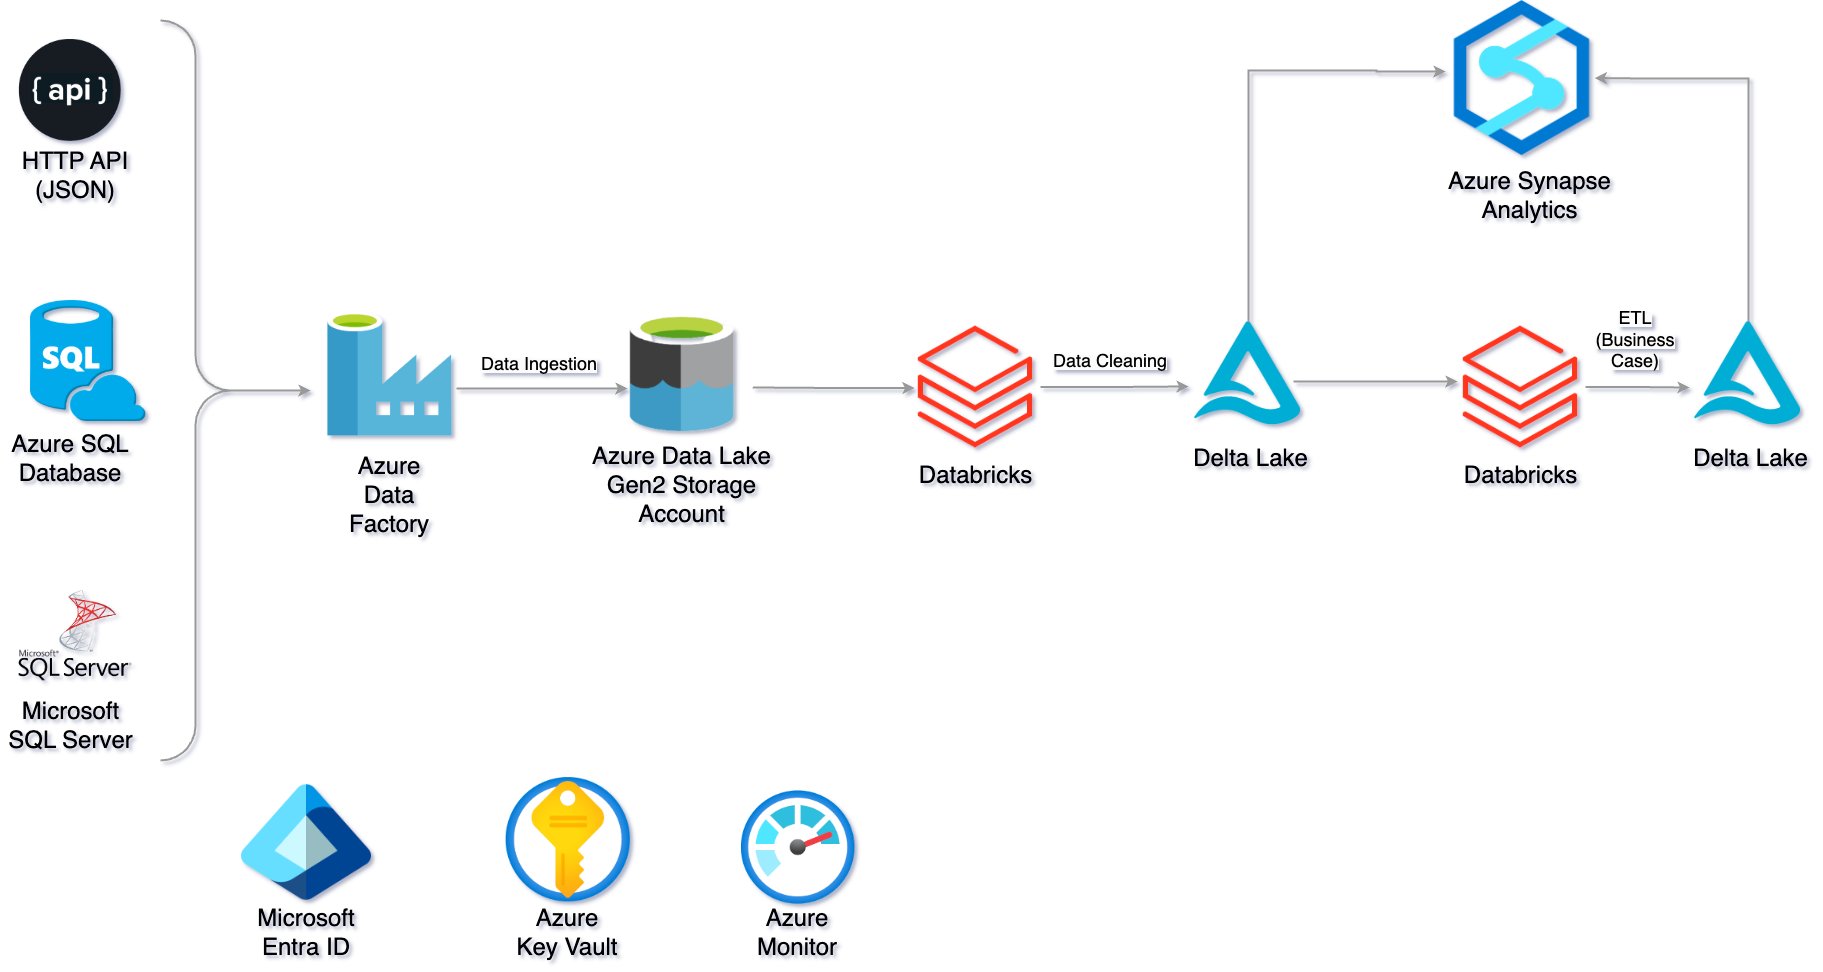 { api }
HTTP API
(JSON)
SQL
Azure SQL
Database
Microsoft®
SQL Server
Microsoft
SQL Server
Azure
Data
Factory
Data Ingestion
Azure Data Lake
Gen2 Storage
Account
Databricks
Data Cleaning
Delta Lake
Azure Synapse
Analytics
Databricks
ETL
(Business
Case)
Delta Lake
Microsoft
Entra ID
Azure
Key Vault
Azure
Monitor